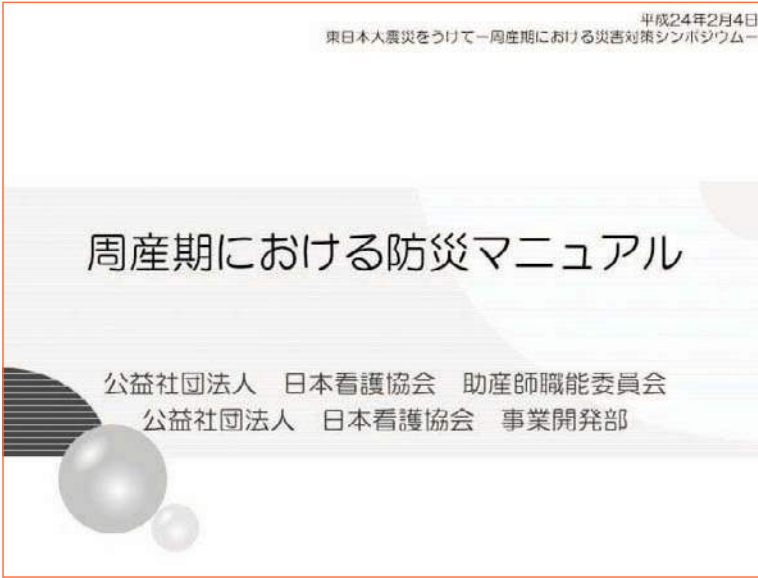 平成24年2月4日
東日本大震災をうけてー周産期における災害対策シンポジウムー
周産期における防災マニュアル
公益社団法人　日本看護協会　助産師職能委員会
公益社団法人　日本看護協会　事業開発部